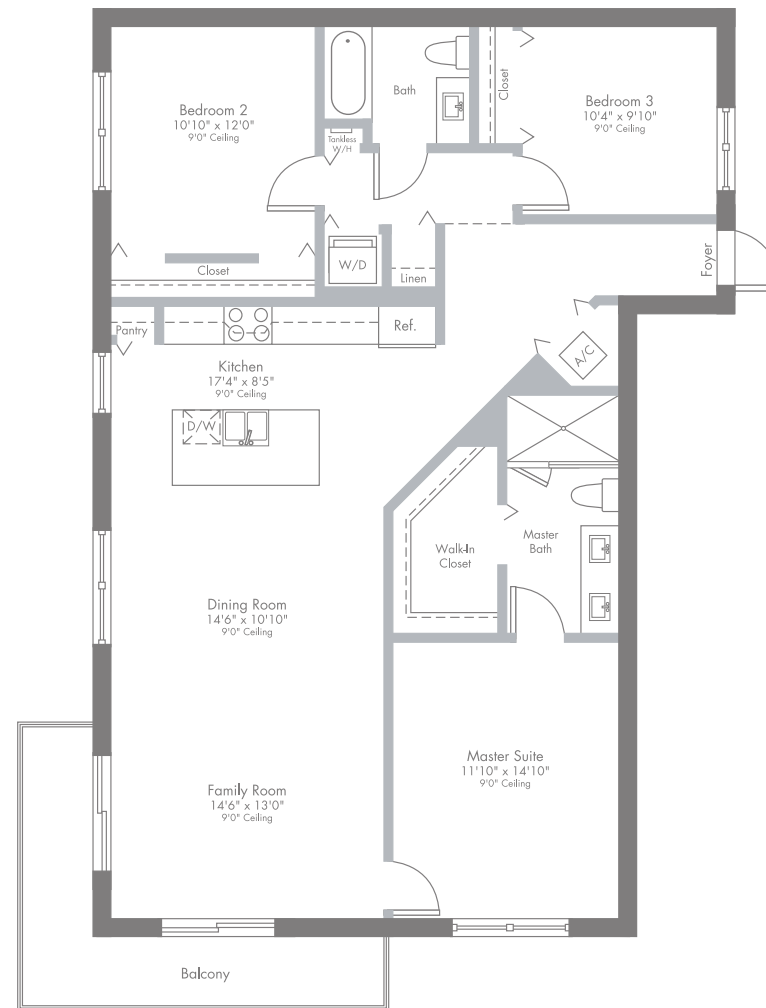 Bedroom 2
10'10" x 12'0"
9'0" Ceiling
Closet
Bath
Tankless
W/H
Closet
Bedroom 3
10'4" x 9'10"
9'0" Ceiling
W/D
Linen
Foyer
Pantry
Ref.
A/C
Kitchen
17'4" x 8'5"
9'0" Ceiling
D/W
Walk-In
Closet
Master
Bath
Dining Room
14'6" x 10'10"
9'0" Ceiling
Master Suite
11'10" x 14'10"
9'0" Ceiling
Family Room
14'6" x 13'0"
9'0" Ceiling
Balcony